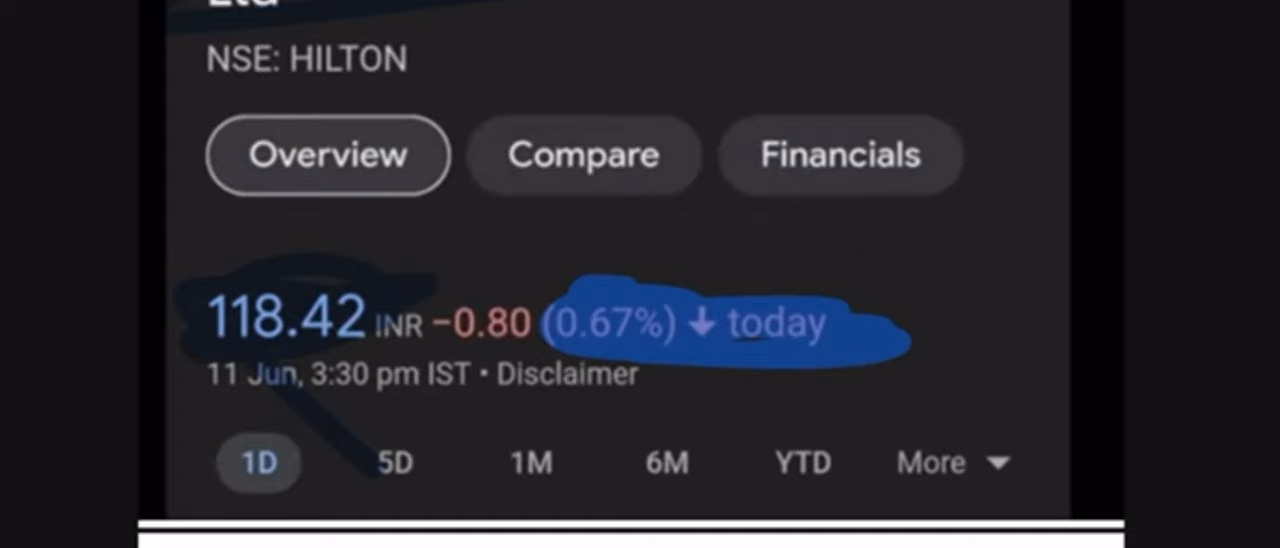 Ltd
NSE: HILTON
Overview Compare Financials
118.42 INR −0.80 (0.67%) ↓ today
11 Jun, 3:30 pm IST • Disclaimer
1D 5D 1M 6M YTD More